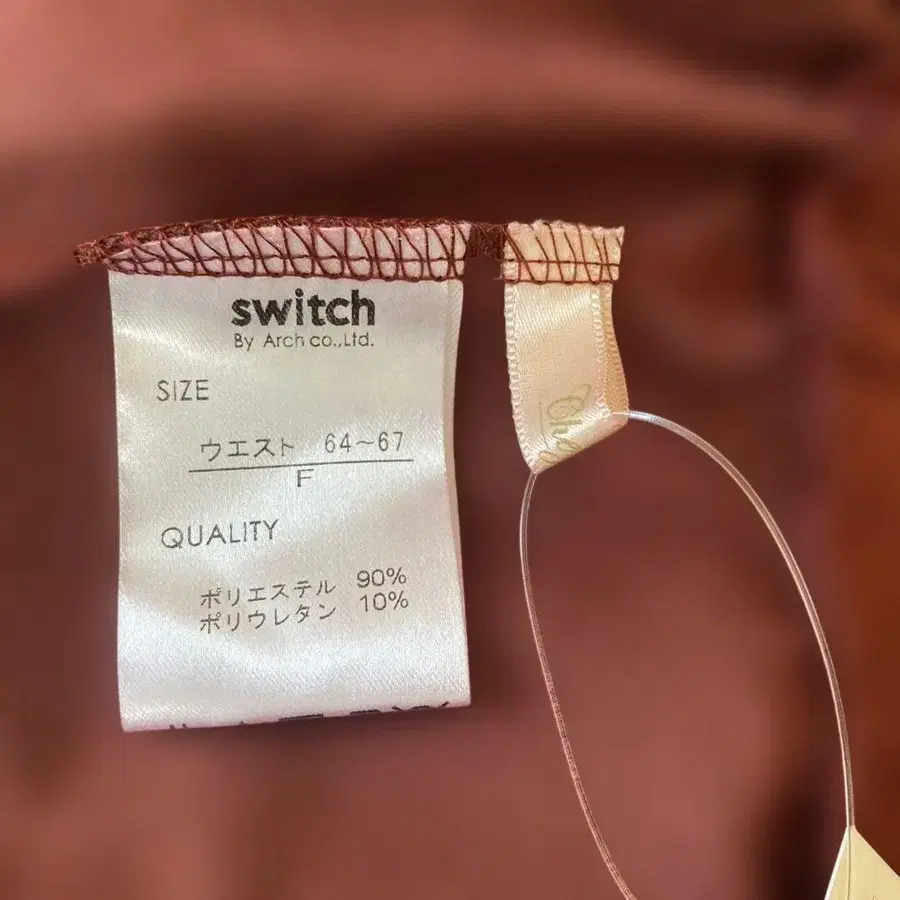 switch
By Arch co.,Ltd.
SIZE
ウエスト 64~67
F
QUALITY
ポリエステル 90%
ポリウレタン 10%